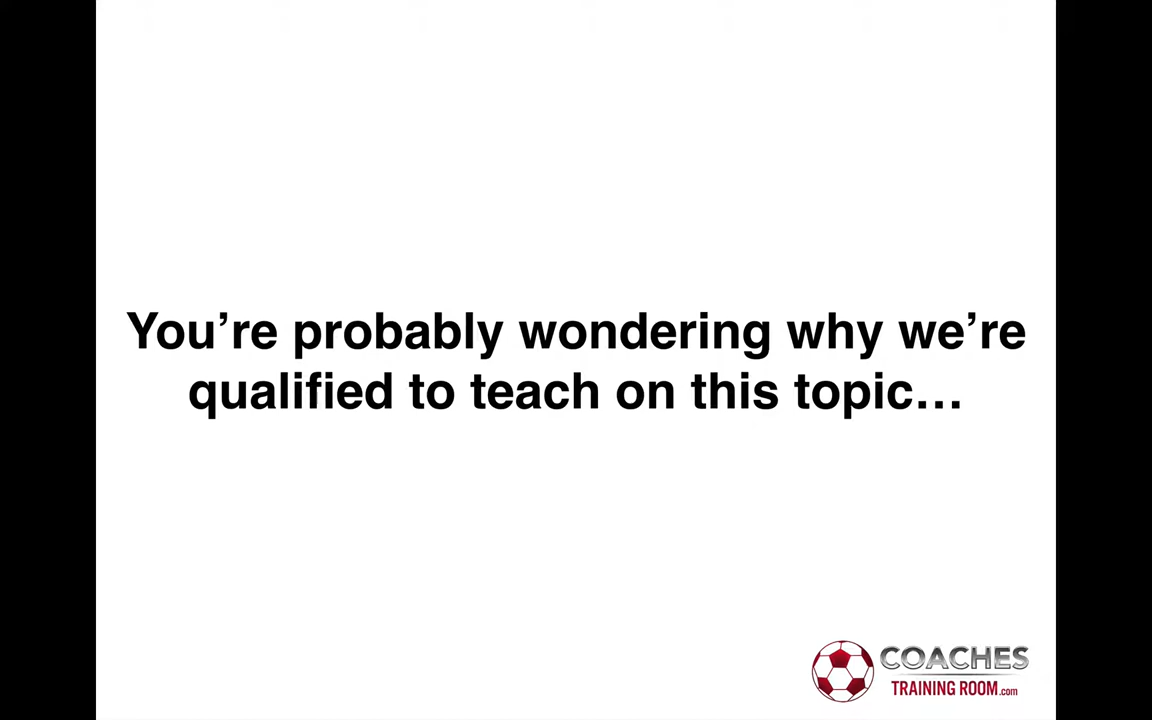 You’re probably wondering why we’re
qualified to teach on this topic…
COACHES
TRAINING ROOM.com